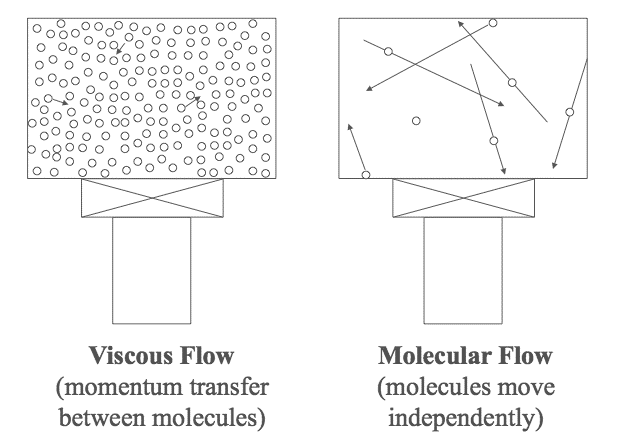 Viscous Flow
(momentum transfer
between molecules)
Molecular Flow
(molecules move
independently)